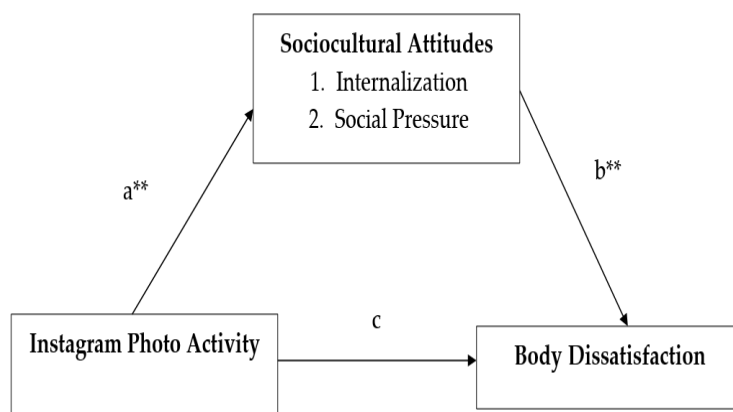 Sociocultural Attitudes
1. Internalization
2. Social Pressure
a**
b**
c
Instagram Photo Activity
Body Dissatisfaction